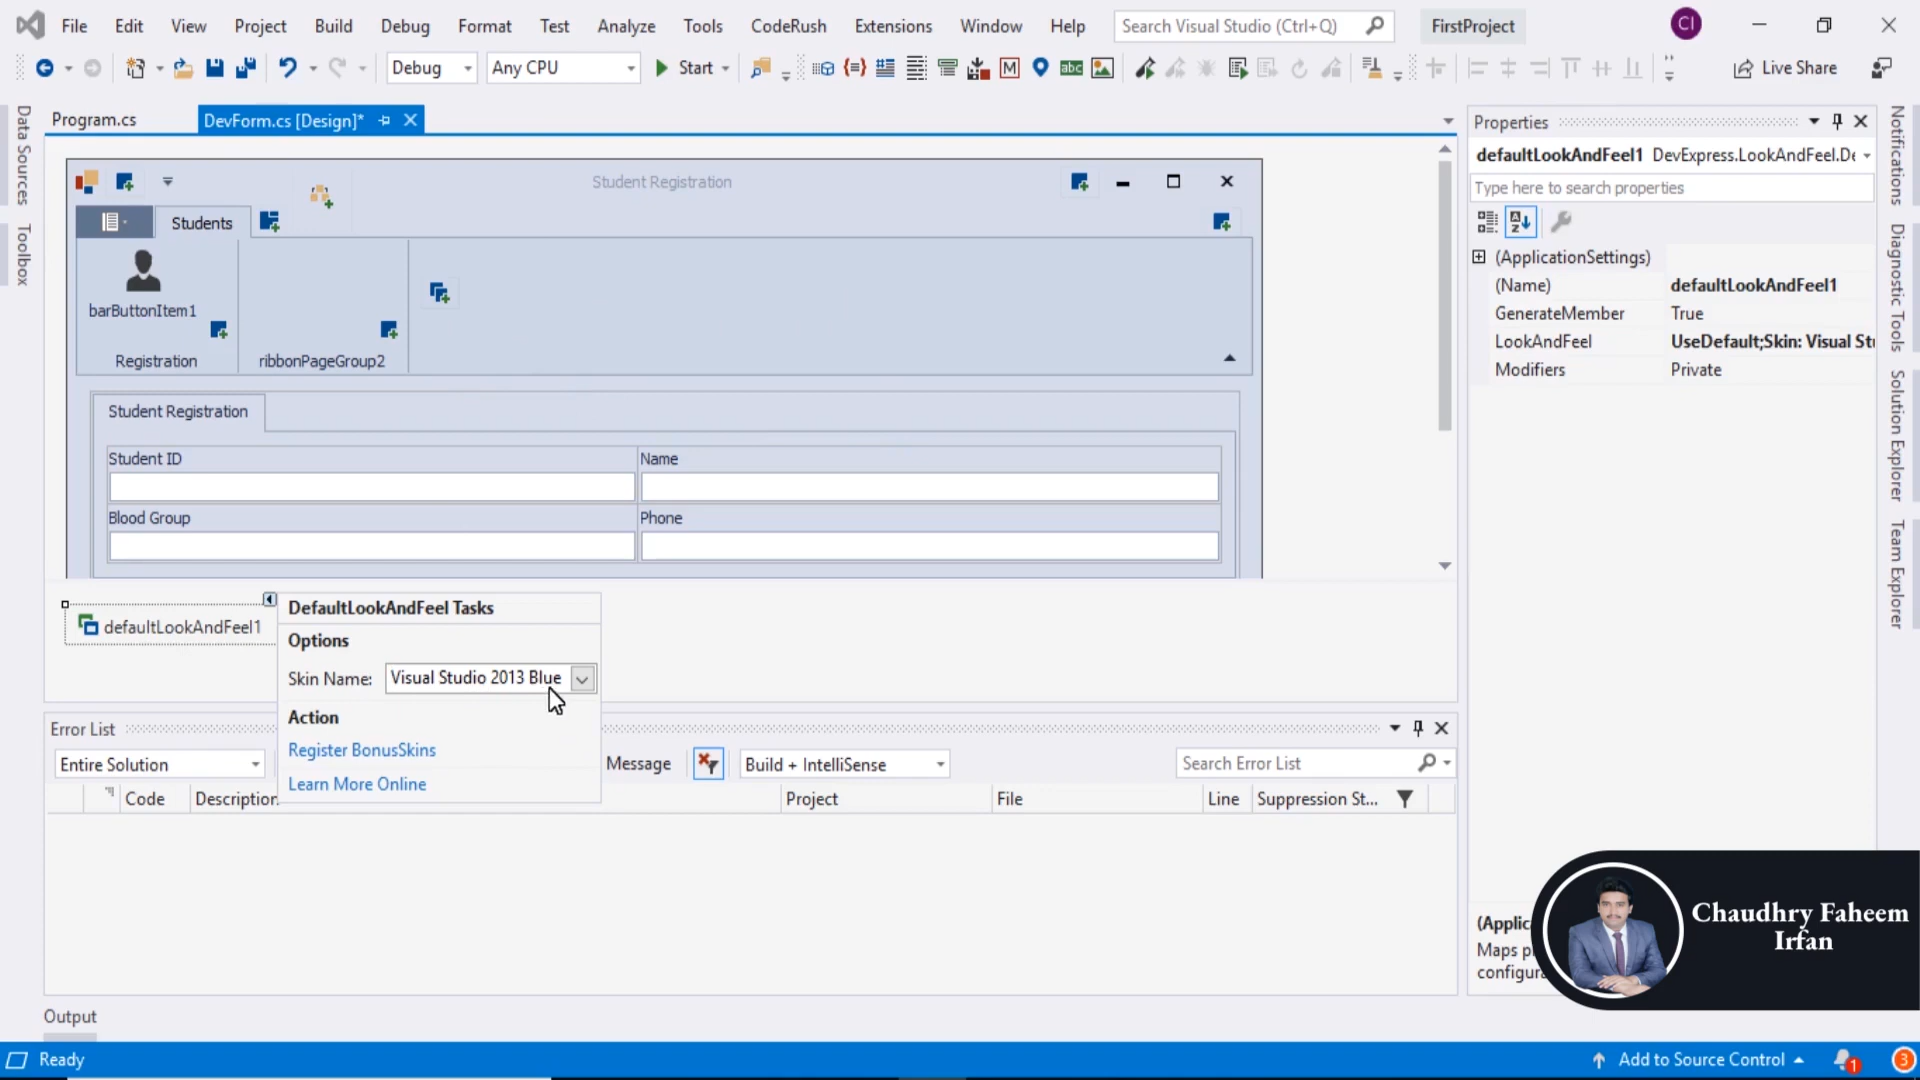 File Edit View Project Build Debug Format Test Analyze Tools CodeRush Extensions Window Help Search Visual Studio (Ctrl+Q) FirstProject CI
Debug Any CPU Start Live Share
Program.cs DevForm.cs [Design]*
Data Sources
Toolbox
Student Registration
Students
barButtonItem1
Registration ribbonPageGroup2
Student Registration
Student ID Name
Blood Group Phone
defaultLookAndFeel1
DefaultLookAndFeel Tasks
Options
Skin Name: Visual Studio 2013 Blue
Action
Register BonusSkins
Learn More Online
Error List
Entire Solution Message Build + IntelliSense Search Error List
Code Description Project File Line Suppression St...
Output
Ready Add to Source Control 1 3
Properties
defaultLookAndFeel1 DevExpress.LookAndFeel.De
Type here to search properties
(ApplicationSettings)
(Name) defaultLookAndFeel1
GenerateMember True
LookAndFeel UseDefault;Skin: Visual St
Modifiers Private
(Applic
Maps p
configura
Notifications
Diagnostic Tools
Solution Explorer
Team Explorer
Chaudhry Faheem
Irfan